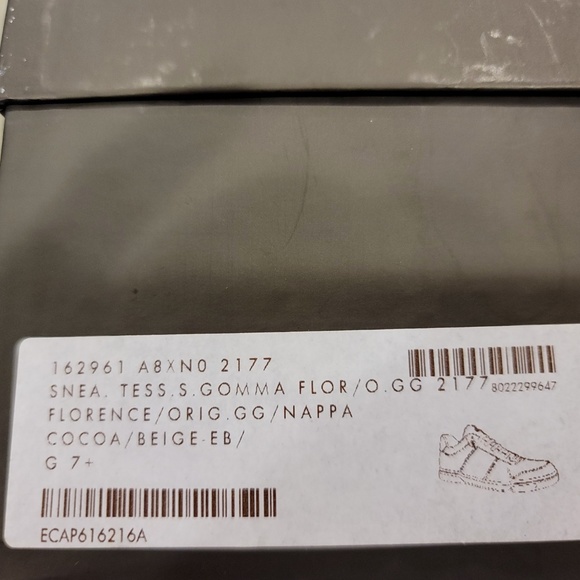 162961 A8XN0 2177
SNEA. TESS.S.GOMMA FLOR/O.GG 2177
8022299647
FLORENCE/ORIG.GG/NAPPA
COCOA/BEIGE-EB/
G 7+
ECAP616216A